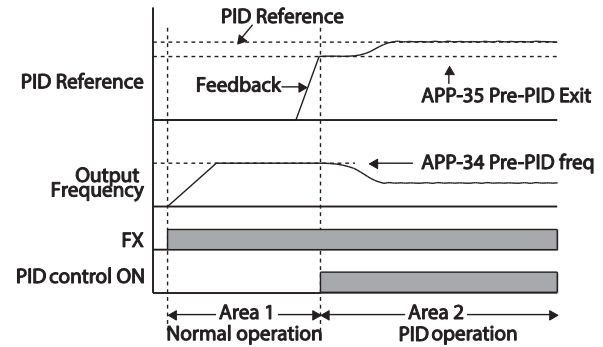 PID Reference
PID Reference
Feedback
APP-35 Pre-PID Exit
APP-34 Pre-PID freq
Output
Frequency
FX
PID control ON
Area 1
Area 2
Normal operation
PID operation